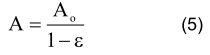 A = A₀ / (1 − ε) (5)